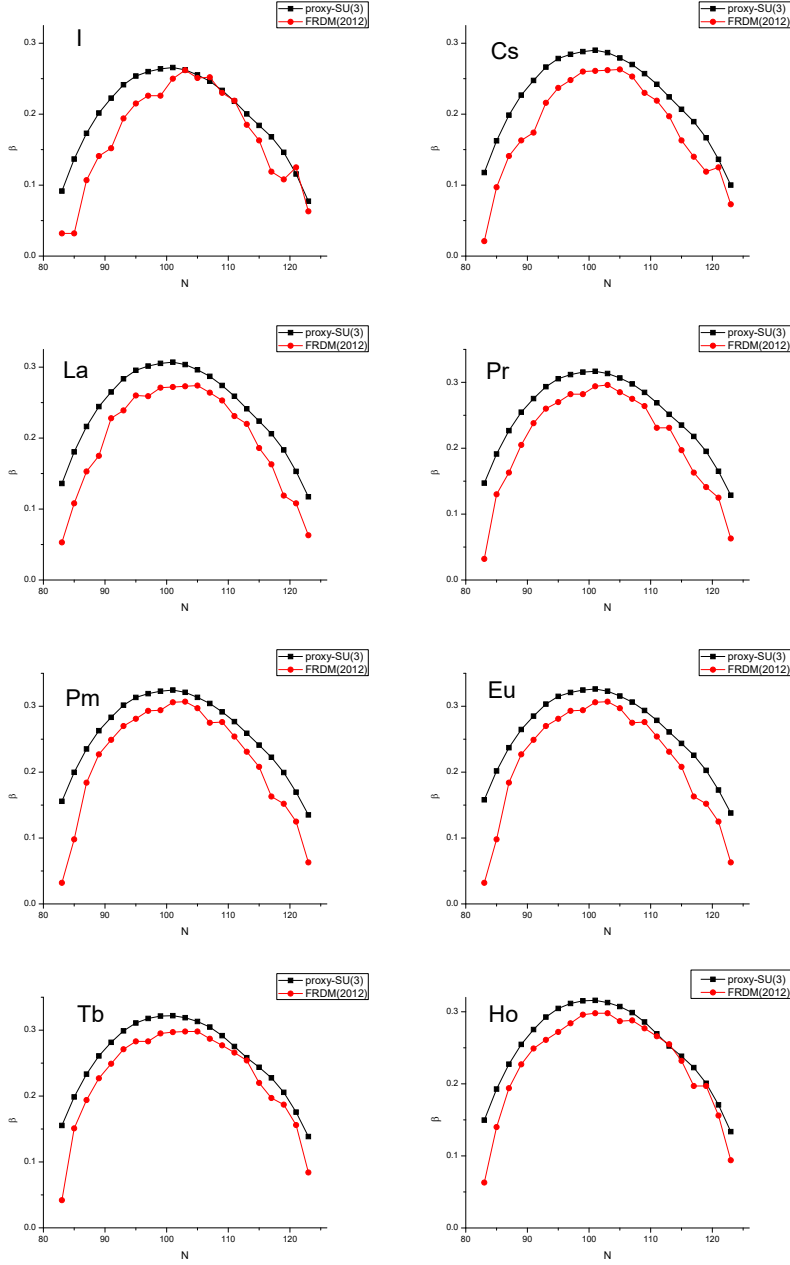 proxy-SU(3)
FRDM(2012)
I
0.3
0.2
0.1
0.0
β
80
90
100
110
120
N
proxy-SU(3)
FRDM(2012)
Cs
0.3
0.2
0.1
0.0
β
80
90
100
110
120
N
proxy-SU(3)
FRDM(2012)
La
0.3
0.2
0.1
0.0
β
80
90
100
110
120
N
proxy-SU(3)
FRDM(2012)
Pr
0.3
0.2
0.1
0.0
β
80
90
100
110
120
N
proxy-SU(3)
FRDM(2012)
Pm
0.3
0.2
0.1
0.0
β
80
90
100
110
120
N
proxy-SU(3)
FRDM(2012)
Eu
0.3
0.2
0.1
0.0
β
80
90
100
110
120
N
proxy-SU(3)
FRDM(2012)
Tb
0.3
0.2
0.1
0.0
β
80
90
100
110
120
N
proxy-SU(3)
FRDM(2012)
Ho
0.3
0.2
0.1
0.0
β
80
90
100
110
120
N